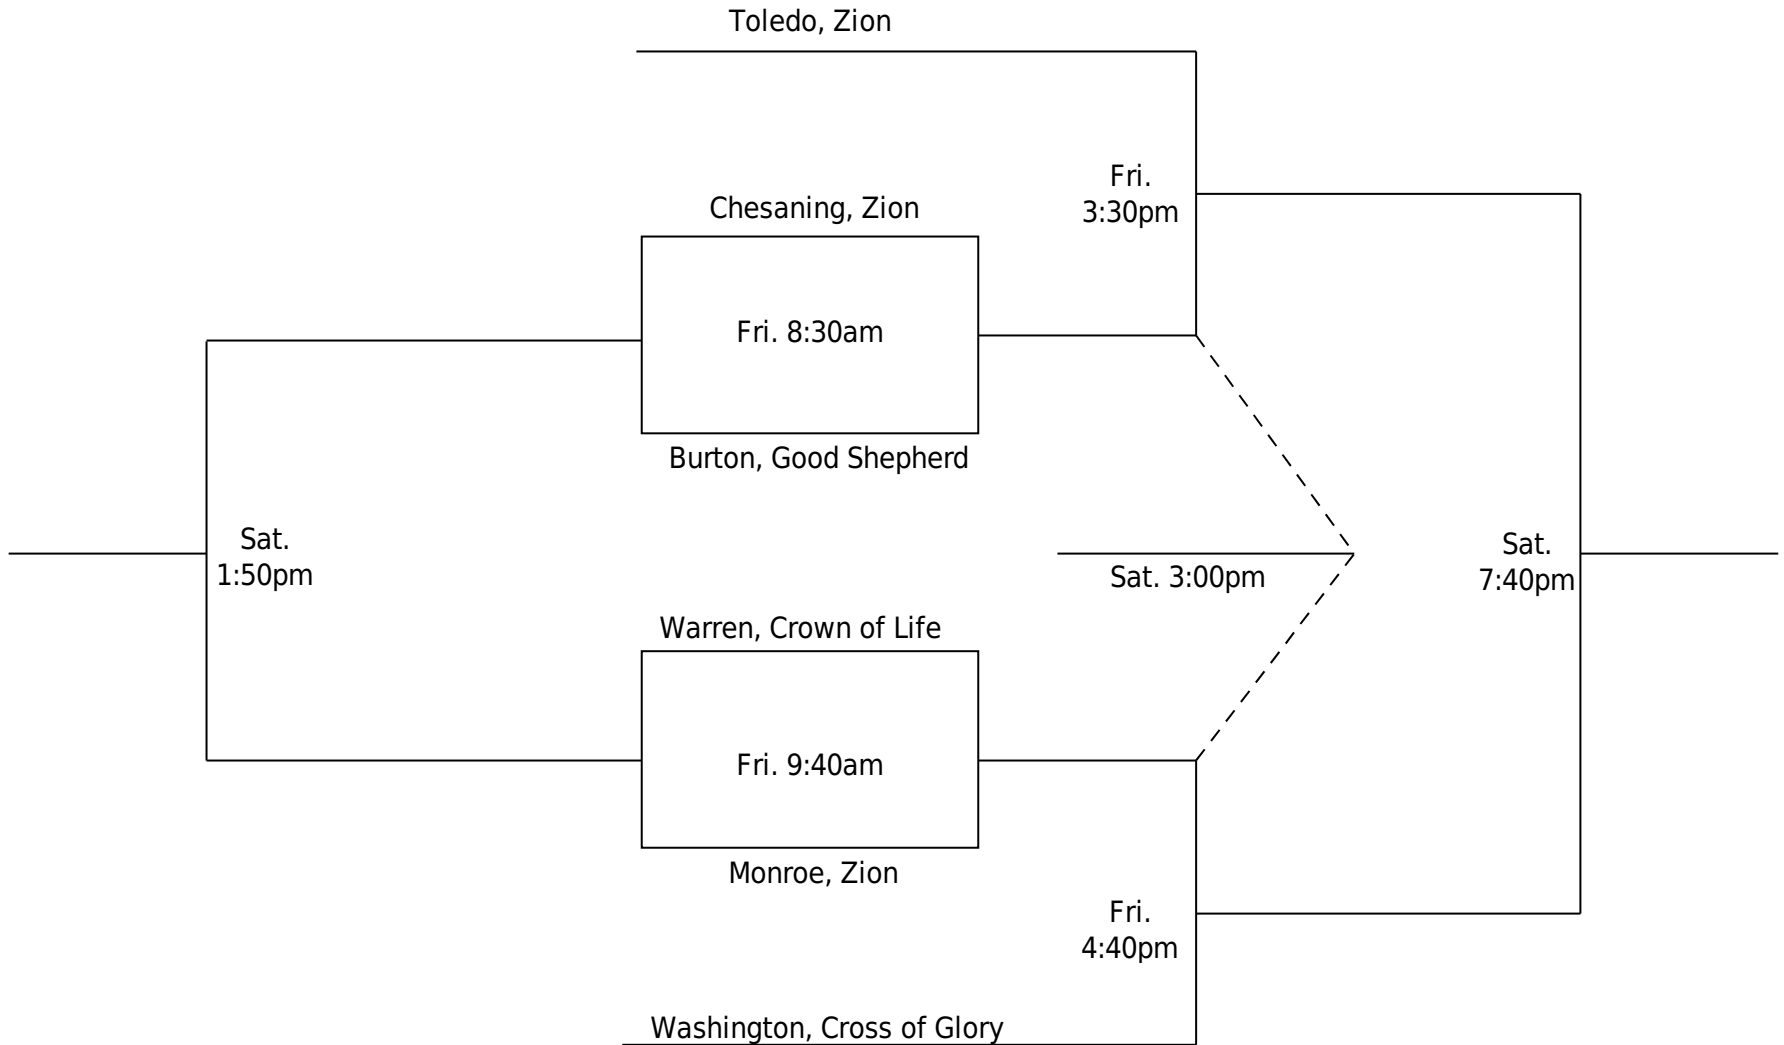 Toledo, Zion
Fri.
3:30pm
Chesaning, Zion
Fri. 8:30am
Burton, Good Shepherd
Sat.
1:50pm
Sat. 3:00pm
Sat.
7:40pm
Warren, Crown of Life
Fri. 9:40am
Monroe, Zion
Fri.
4:40pm
Washington, Cross of Glory